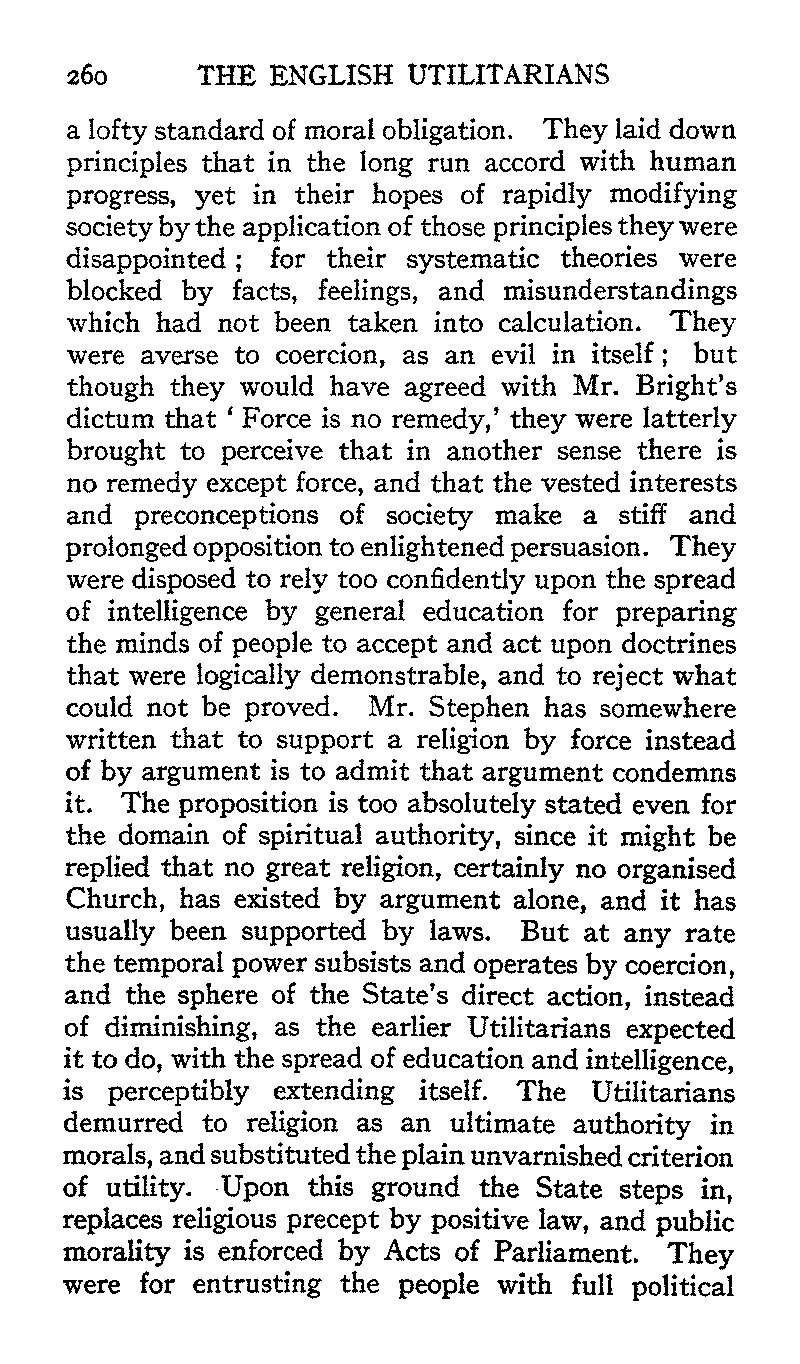 260 THE ENGLISH UTILITARIANS
a lofty standard of moral obligation. They laid down
principles that in the long run accord with human
progress, yet in their hopes of rapidly modifying
society by the application of those principles they were
disappointed ; for their systematic theories were
blocked by facts, feelings, and misunderstandings
which had not been taken into calculation. They
were averse to coercion, as an evil in itself ; but
though they would have agreed with Mr. Bright's
dictum that ‘ Force is no remedy,’ they were latterly
brought to perceive that in another sense there is
no remedy except force, and that the vested interests
and preconceptions of society make a stiff and
prolonged opposition to enlightened persuasion. They
were disposed to rely too confidently upon the spread
of intelligence by general education for preparing
the minds of people to accept and act upon doctrines
that were logically demonstrable, and to reject what
could not be proved. Mr. Stephen has somewhere
written that to support a religion by force instead
of by argument is to admit that argument condemns
it. The proposition is too absolutely stated even for
the domain of spiritual authority, since it might be
replied that no great religion, certainly no organised
Church, has existed by argument alone, and it has
usually been supported by laws. But at any rate
the temporal power subsists and operates by coercion,
and the sphere of the State's direct action, instead
of diminishing, as the earlier Utilitarians expected
it to do, with the spread of education and intelligence,
is perceptibly extending itself. The Utilitarians
demurred to religion as an ultimate authority in
morals, and substituted the plain unvarnished criterion
of utility. Upon this ground the State steps in,
replaces religious precept by positive law, and public
morality is enforced by Acts of Parliament. They
were for entrusting the people with full political